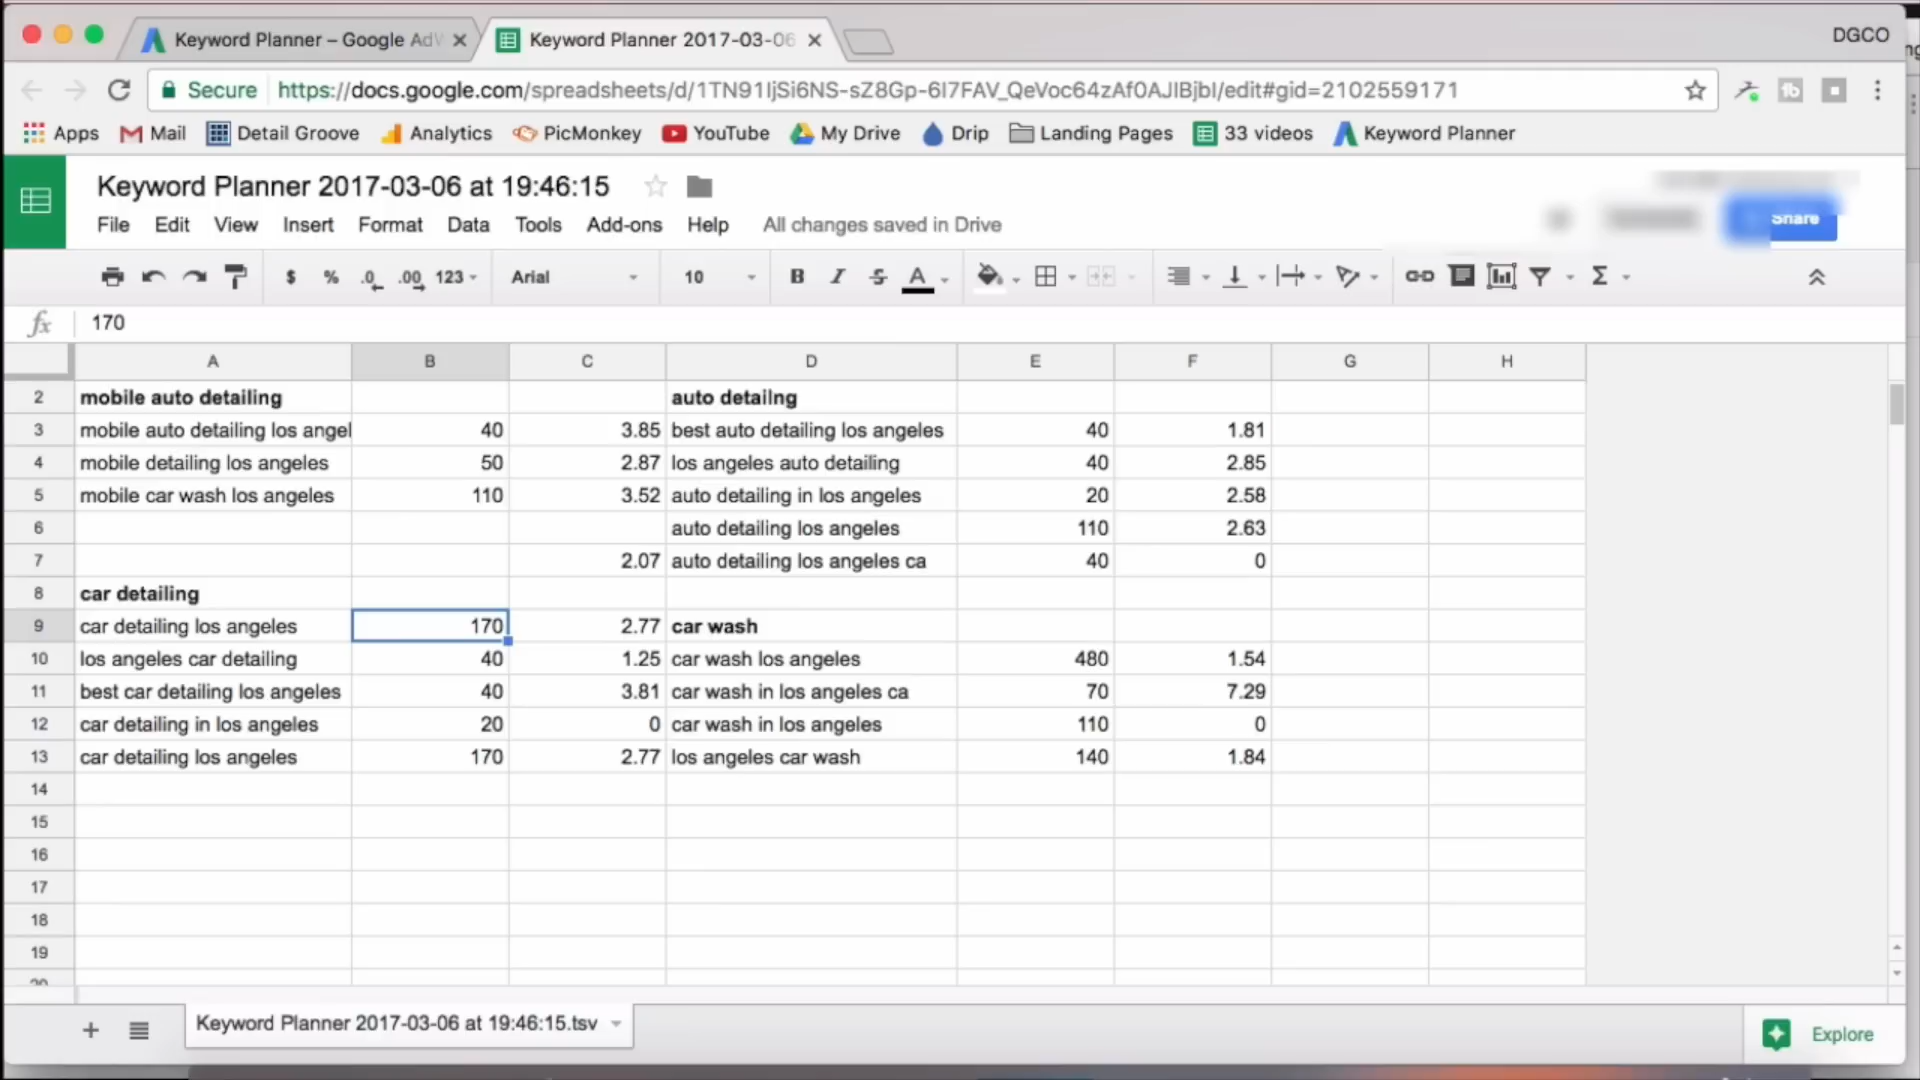 Keyword Planner – Google AdW
Keyword Planner 2017-03-06
DGCO
Secure
https://docs.google.com/spreadsheets/d/1TN91IjSi6NS-sZ8Gp-6I7FAV_QeVoc64zAf0AJIBjbI/edit#gid=2102559171
Apps Mail Detail Groove Analytics PicMonkey YouTube My Drive Drip Landing Pages 33 videos Keyword Planner
Keyword Planner 2017-03-06 at 19:46:15
Share
File Edit View Insert Format Data Tools Add-ons Help All changes saved in Drive
$ % .0 .00 123 Arial 10 B I S A Σ
fx 170
A B C D E F G H
2 mobile auto detailing auto detailng
3 mobile auto detailing los angel 40 3.85 best auto detailing los angeles 40 1.81
4 mobile detailing los angeles 50 2.87 los angeles auto detailing 40 2.85
5 mobile car wash los angeles 110 3.52 auto detailing in los angeles 20 2.58
6 auto detailing los angeles 110 2.63
7 2.07 auto detailing los angeles ca 40 0
8 car detailing
9 car detailing los angeles 170 2.77 car wash
10 los angeles car detailing 40 1.25 car wash los angeles 480 1.54
11 best car detailing los angeles 40 3.81 car wash in los angeles ca 70 7.29
12 car detailing in los angeles 20 0 car wash in los angeles 110 0
13 car detailing los angeles 170 2.77 los angeles car wash 140 1.84
14
15
16
17
18
19
20
Keyword Planner 2017-03-06 at 19:46:15.tsv
Explore